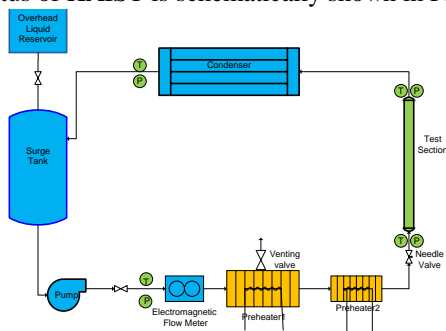 Overhead
Liquid
Reservoir
T
P
Condenser
T
P
Surge
Tank
Test
Section
T
P
Needle
Valve
Venting
valve
T
P
Pump
Electromagnetic
Flow Meter
Preheater1
Preheater2